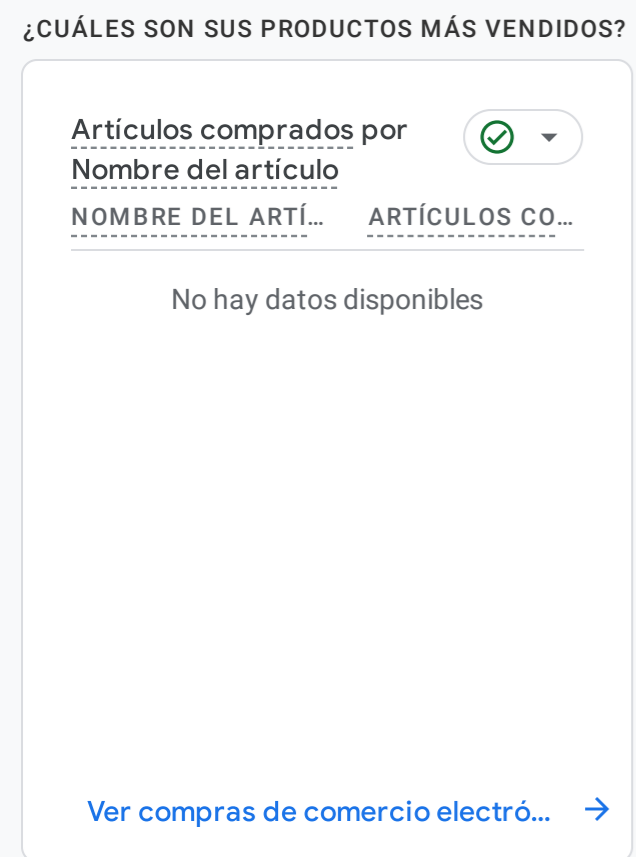 ¿CUÁLES SON SUS PRODUCTOS MÁS VENDIDOS?
Artículos comprados por
Nombre del artículo
NOMBRE DEL ARTÍ... ARTÍCULOS CO...
No hay datos disponibles
Ver compras de comercio electró...